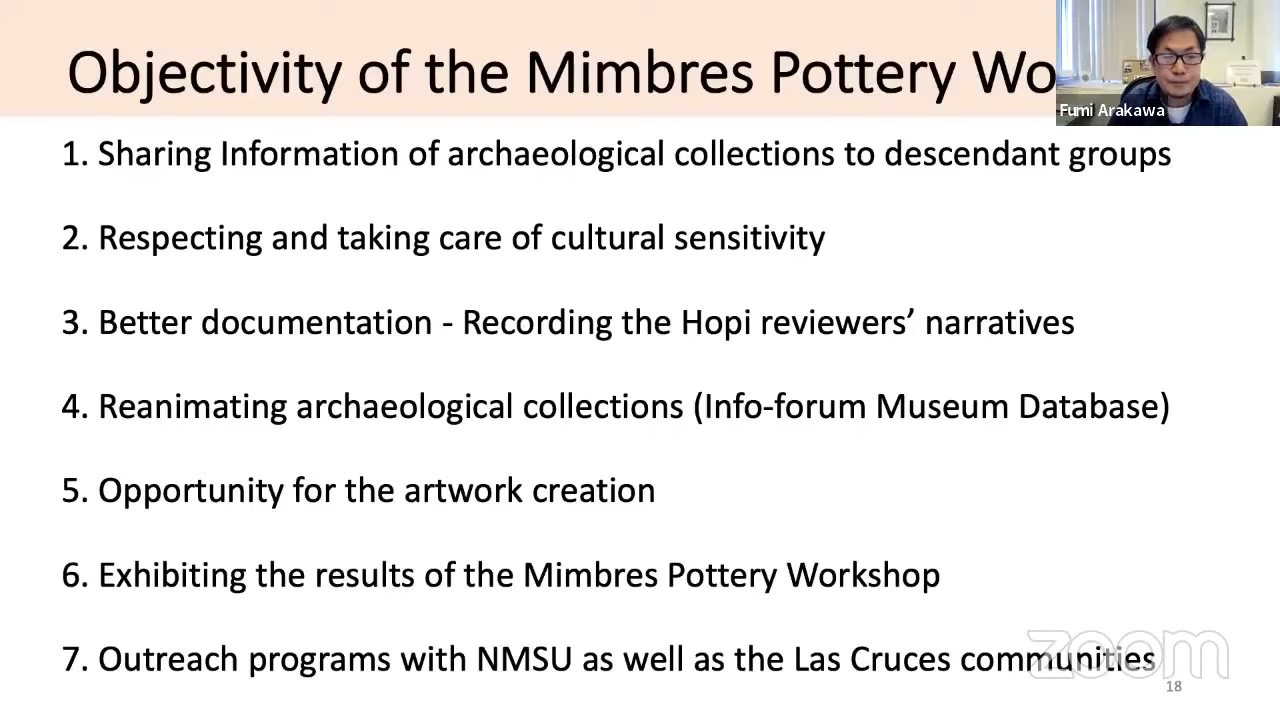 Objectivity of the Mimbres Pottery Wo
Fumi Arakawa
1. Sharing Information of archaeological collections to descendant groups
2. Respecting and taking care of cultural sensitivity
3. Better documentation - Recording the Hopi reviewers’ narratives
4. Reanimating archaeological collections (Info-forum Museum Database)
5. Opportunity for the artwork creation
6. Exhibiting the results of the Mimbres Pottery Workshop
7. Outreach programs with NMSU as well as the Las Cruces communities
zoom
18